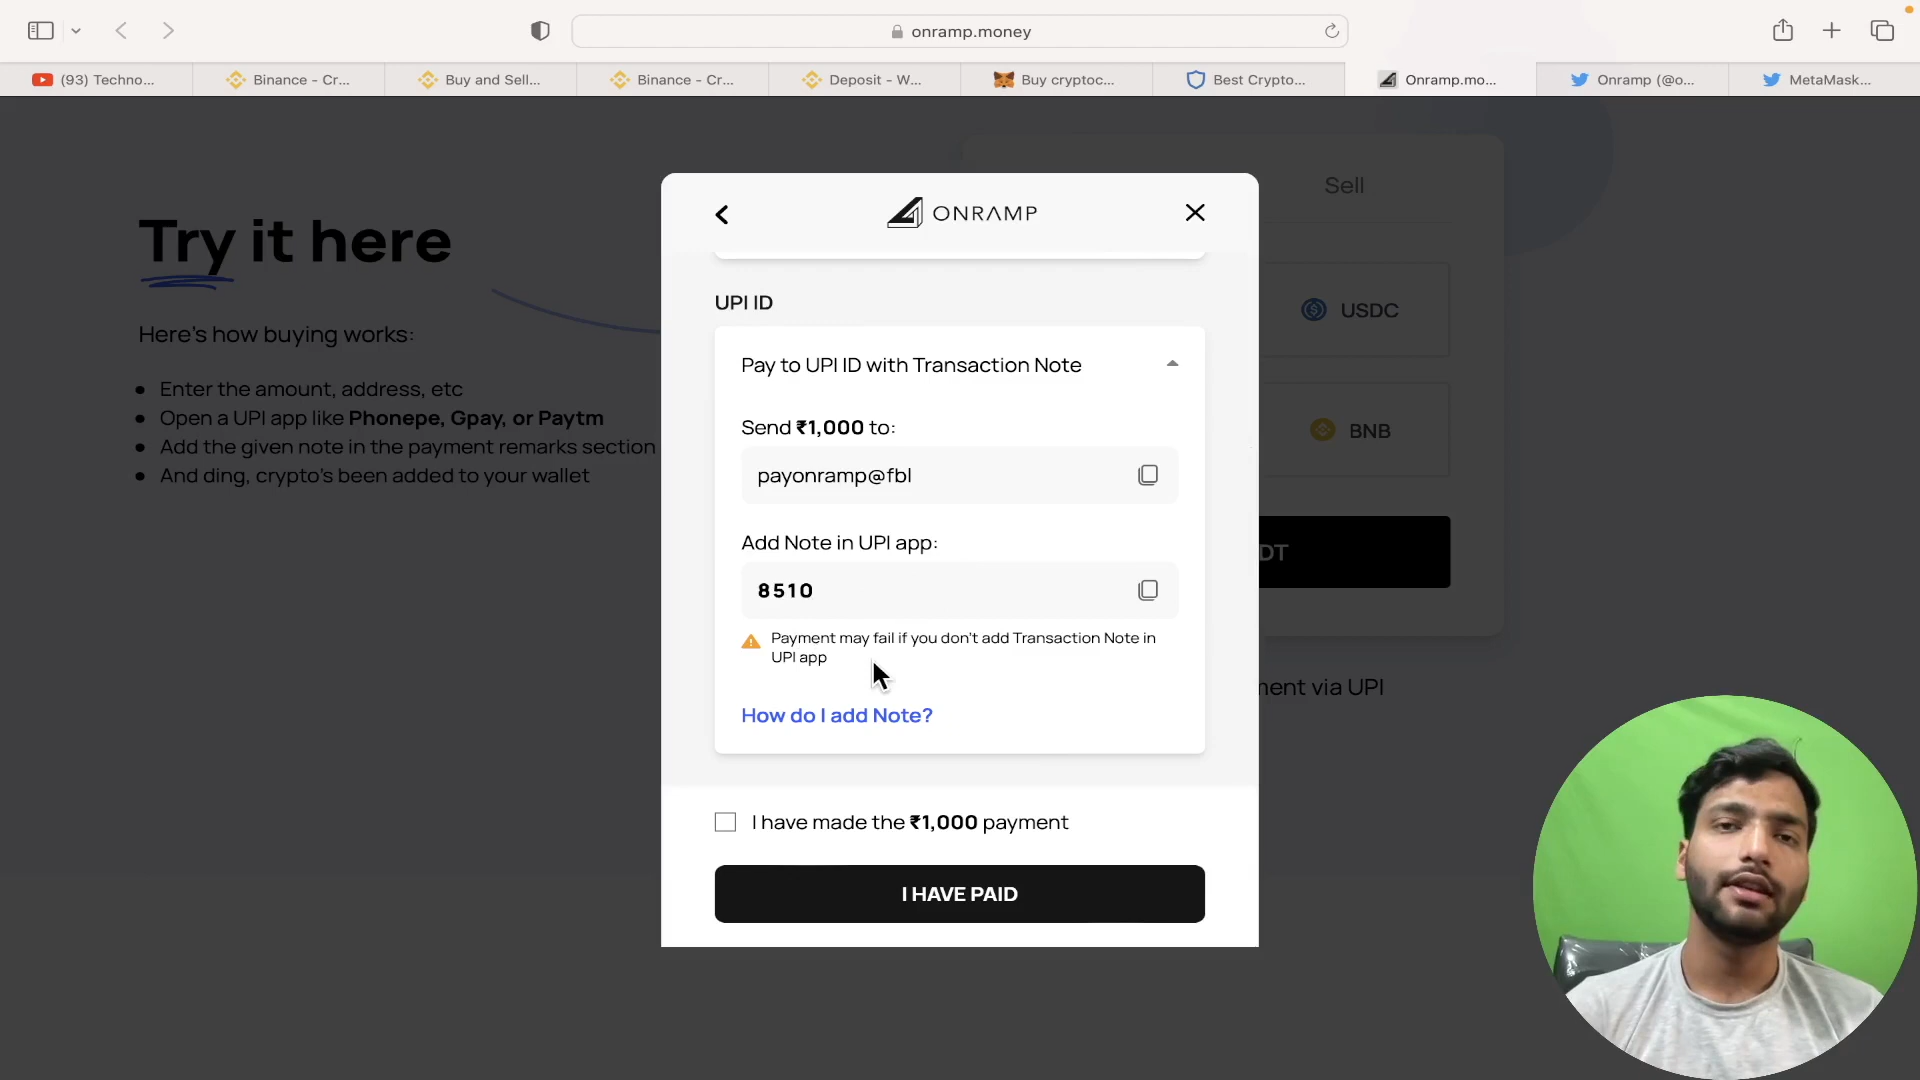 onramp.money
(93) Techno...
Binance - Cr...
Buy and Sell...
Binance - Cr...
Deposit - W...
Buy cryptoc...
Best Crypto...
Onramp.mo...
Onramp (@o...
MetaMask...
Try it here
Here's how buying works:
Enter the amount, address, etc
Open a UPI app like Phonepe, Gpay, or Paytm
Add the given note in the payment remarks section
And ding, crypto's been added to your wallet
ONRAMP
UPI ID
Pay to UPI ID with Transaction Note
Send ₹1,000 to:
payonramp@fbl
Add Note in UPI app:
8510
Payment may fail if you don't add Transaction Note in
UPI app
How do I add Note?
I have made the ₹1,000 payment
I HAVE PAID
Sell
USDC
BNB
DT
ment via UPI